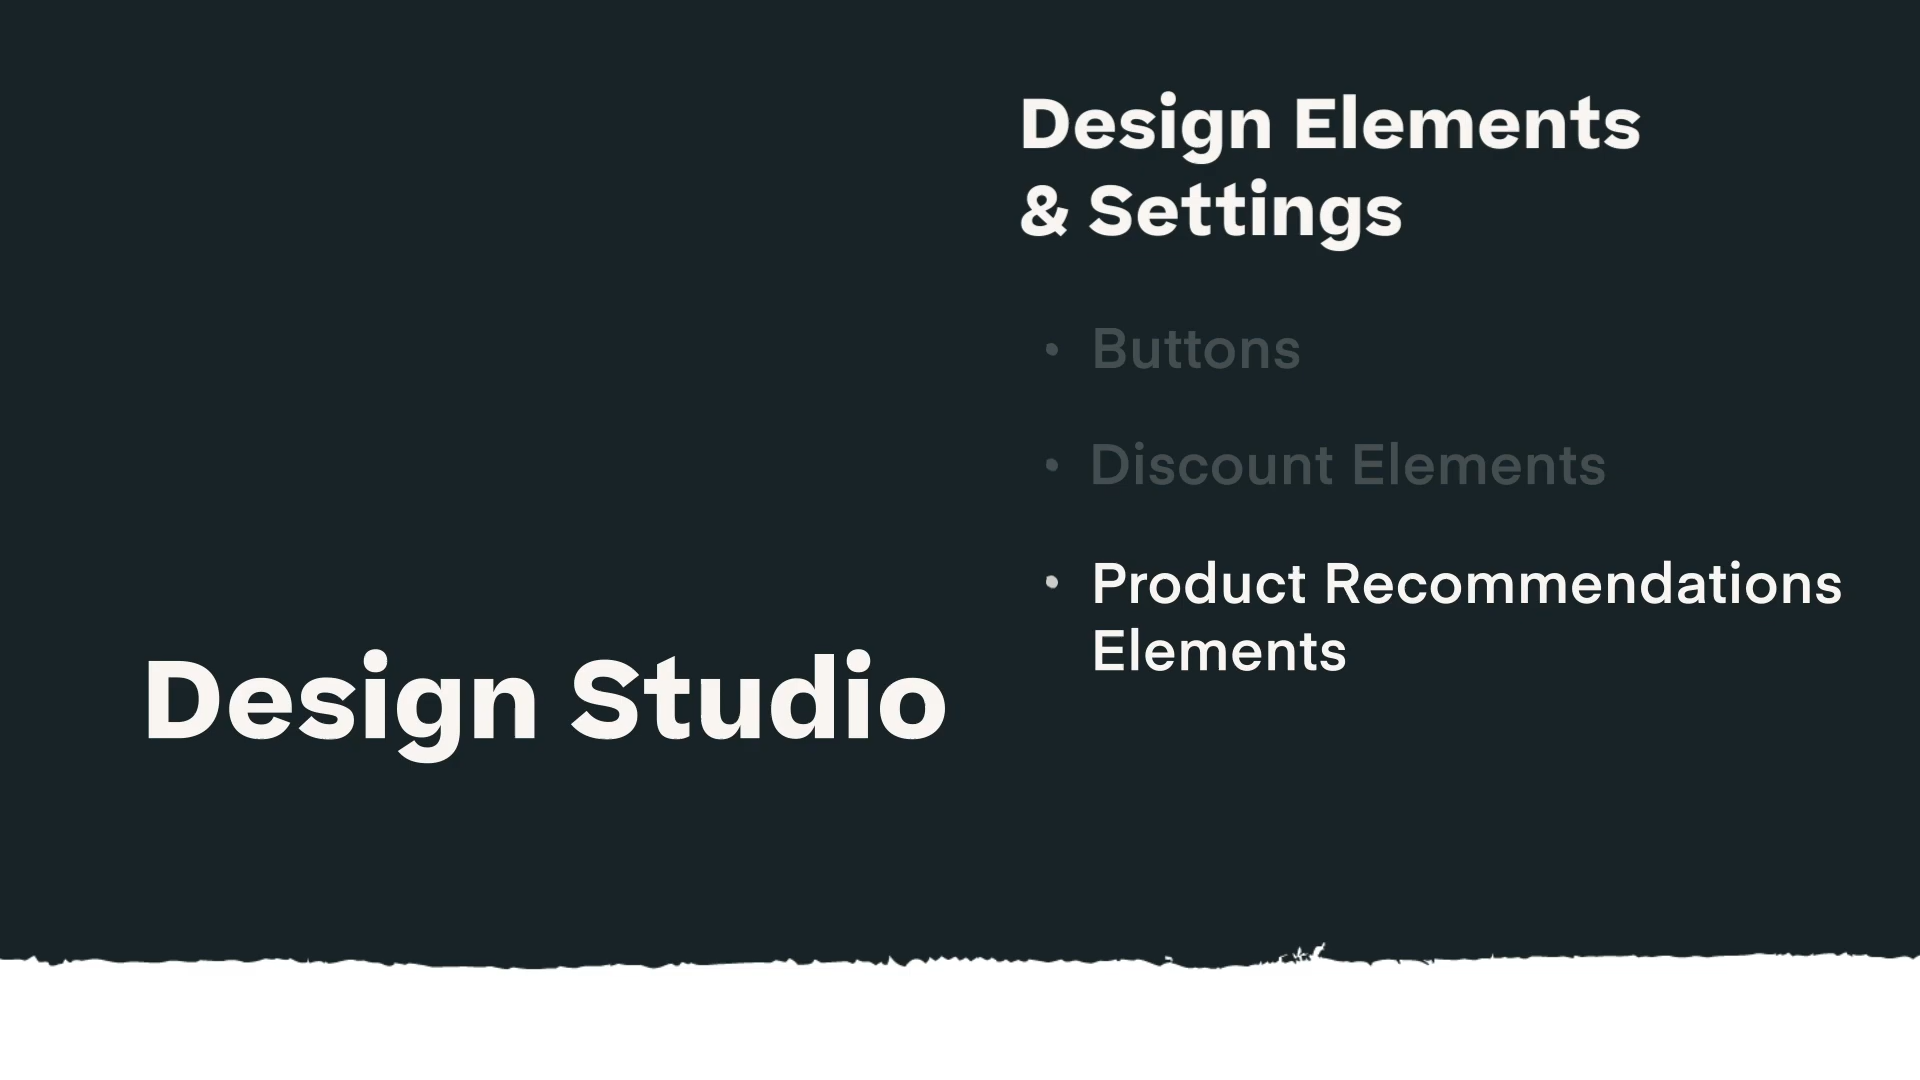 Design Studio
Design Elements
& Settings
• Buttons
• Discount Elements
• Product Recommendations
Elements